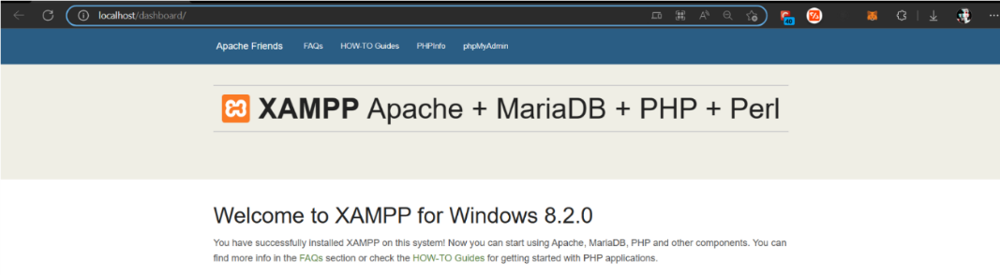 localhost/dashboard/
Apache Friends FAQs HOW-TO Guides PHPInfo phpMyAdmin
XAMPP Apache + MariaDB + PHP + Perl
Welcome to XAMPP for Windows 8.2.0
You have successfully installed XAMPP on this system! Now you can start using Apache, MariaDB, PHP and other components. You can
find more info in the FAQs section or check the HOW-TO Guides for getting started with PHP applications.